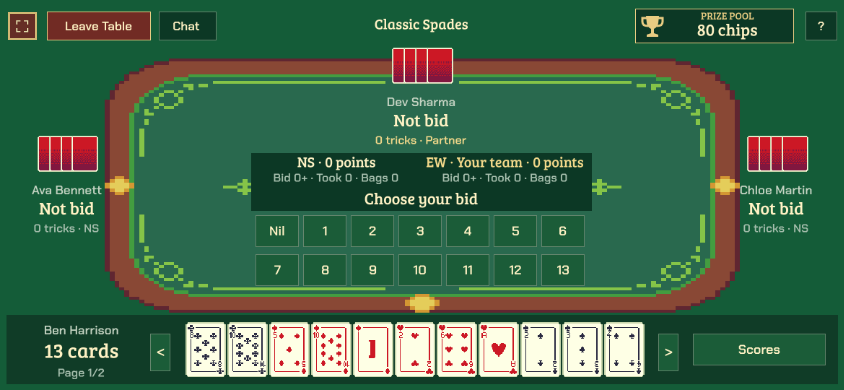 Leave Table
Chat
Classic Spades
PRIZE POOL
80 chips
?
Dev Sharma
Not bid
0 tricks · Partner
Ava Bennett
Not bid
0 tricks · NS
Chloe Martin
Not bid
0 tricks · NS
NS · 0 points
EW · Your team · 0 points
Bid 0+ · Took 0 · Bags 0
Bid 0+ · Took 0 · Bags 0
Choose your bid
Nil 1 2 3 4 5 6
7 8 9 10 11 12 13
Ben Harrison
13 cards
Page 1/2
<
>
Scores